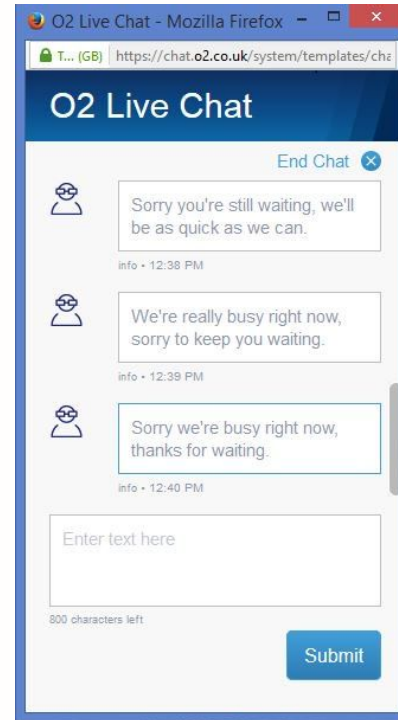 O2 Live Chat - Mozilla Firefox
T... (GB) https://chat.o2.co.uk/system/templates/cha
O2 Live Chat
End Chat
Sorry you're still waiting, we'll
be as quick as we can.
info • 12:38 PM
We're really busy right now,
sorry to keep you waiting.
info • 12:39 PM
Sorry we're busy right now,
thanks for waiting.
info • 12:40 PM
Enter text here
800 characters left
Submit